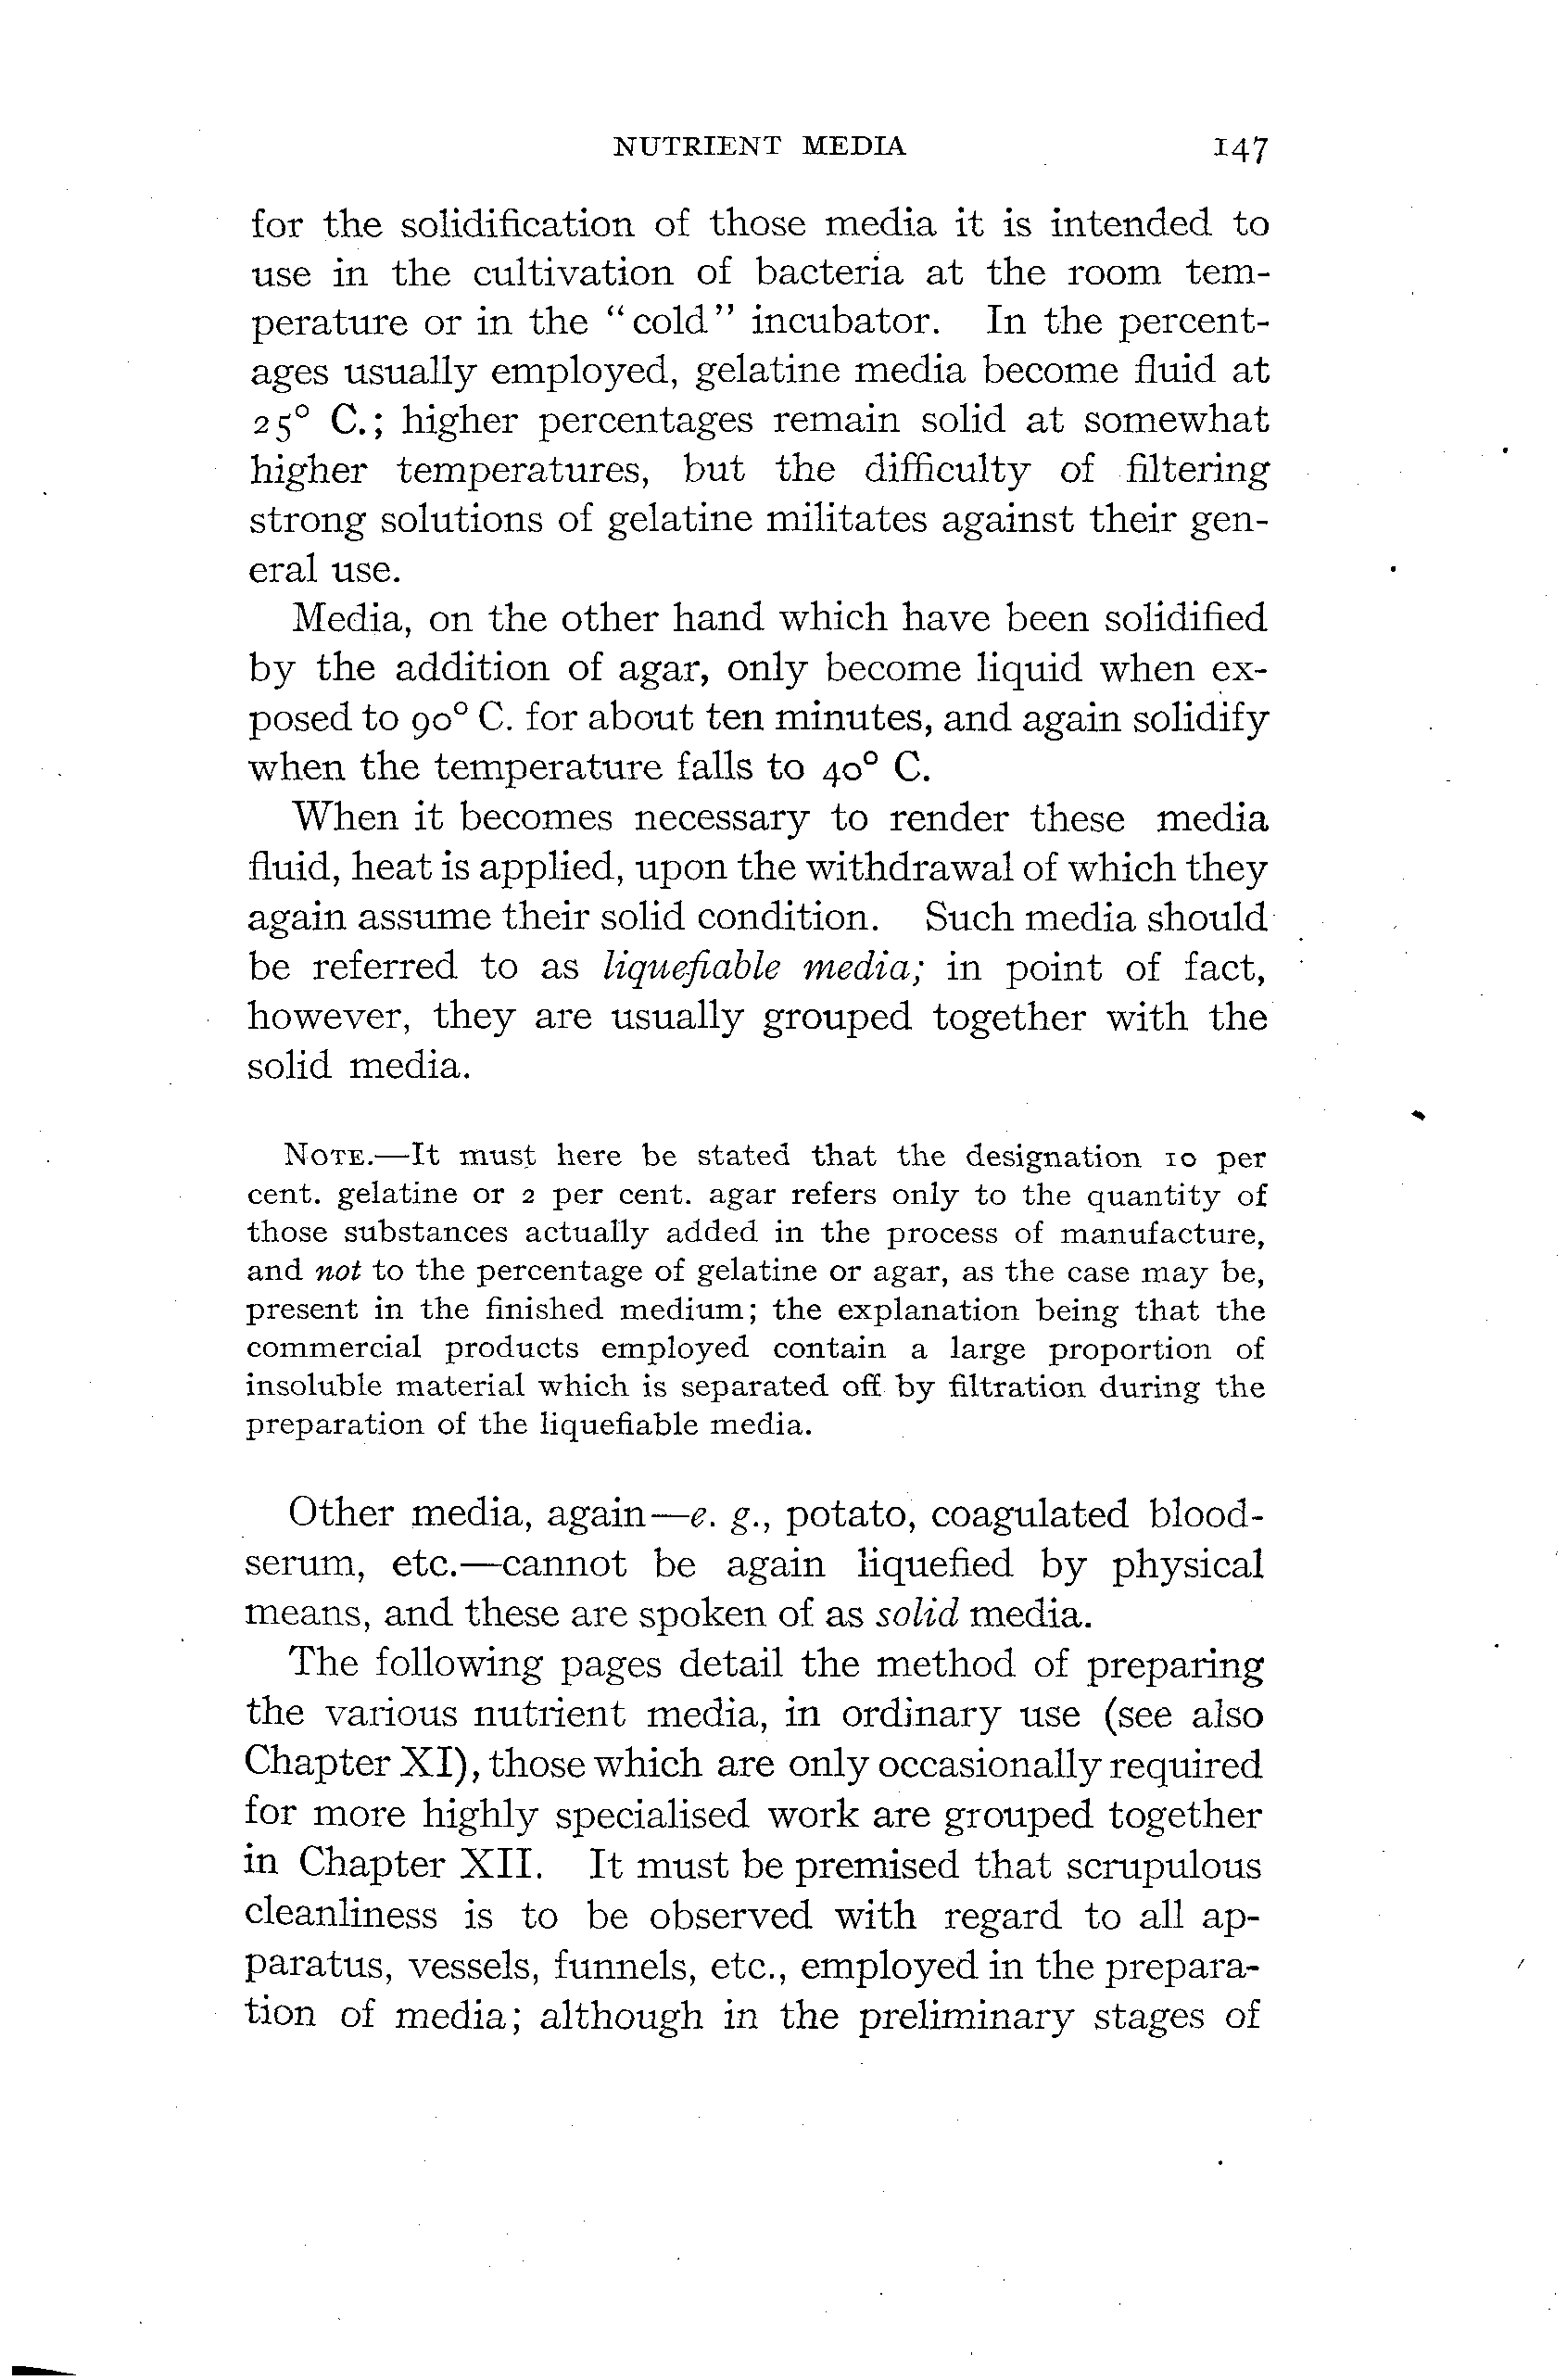 NUTRIENT MEDIA 147
for the solidification of those media it is intended to
use in the cultivation of bacteria at the room tem-
perature or in the "cold" incubator. In the percent-
ages usually employed, gelatine media become fluid at
25° C.; higher percentages remain solid at somewhat
higher temperatures, but the difficulty of filtering
strong solutions of gelatine militates against their gen-
eral use.
Media, on the other hand which have been solidified
by the addition of agar, only become liquid when ex-
posed to 90° C. for about ten minutes, and again solidify
when the temperature falls to 40° C.
When it becomes necessary to render these media
fluid, heat is applied, upon the withdrawal of which they
again assume their solid condition. Such media should
be referred to as liquefiable media; in point of fact,
however, they are usually grouped together with the
solid media.
NOTE.—It must here be stated that the designation 10 per
cent. gelatine or 2 per cent. agar refers only to the quantity of
those substances actually added in the process of manufacture,
and not to the percentage of gelatine or agar, as the case may be,
present in the finished medium; the explanation being that the
commercial products employed contain a large proportion of
insoluble material which is separated off by filtration during the
preparation of the liquefiable media.
Other media, again—e. g., potato, coagulated blood-
serum, etc.—cannot be again liquefied by physical
means, and these are spoken of as solid media.
The following pages detail the method of preparing
the various nutrient media, in ordinary use (see also
Chapter XI), those which are only occasionally required
for more highly specialised work are grouped together
in Chapter XII. It must be premised that scrupulous
cleanliness is to be observed with regard to all ap-
paratus, vessels, funnels, etc., employed in the prepara-
tion of media; although in the preliminary stages of